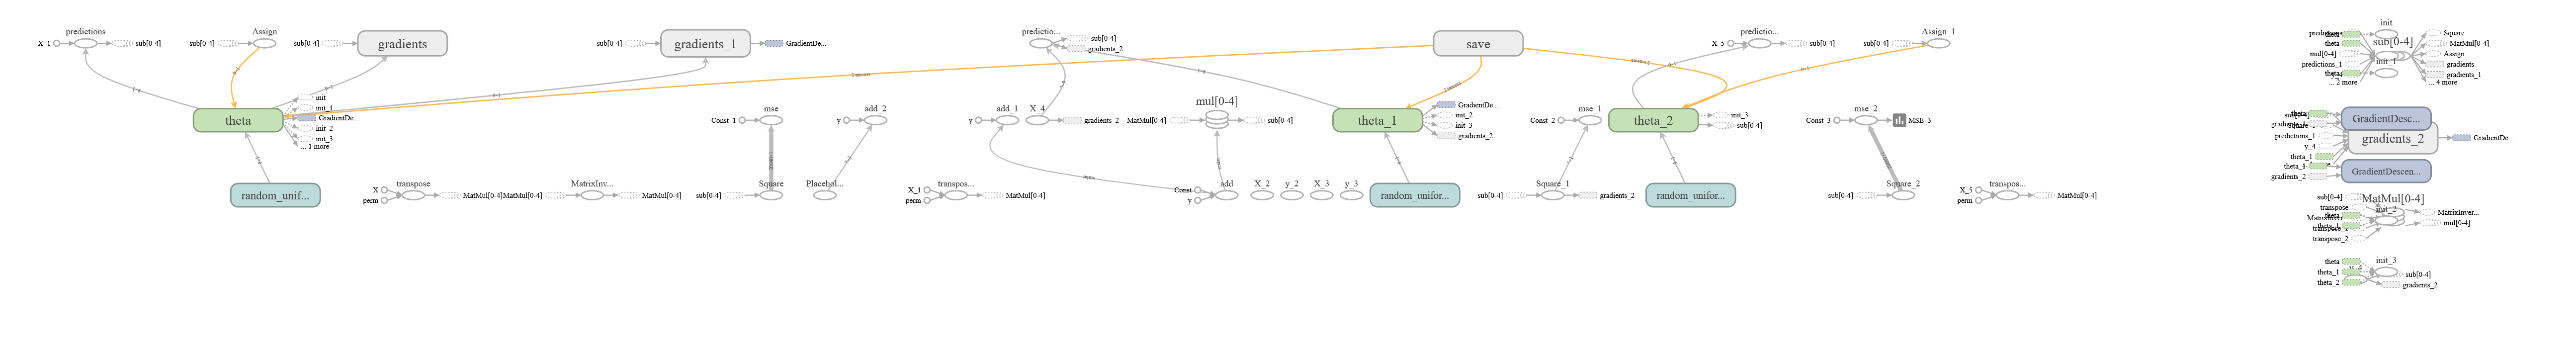 predictions
X_1
sub[0-4]
Assign
sub[0-4]
sub[0-4]
gradients
sub[0-4]
gradients_1
GradientDe...
predictio...
sub[0-4]
gradients_2
save
predictio...
X_5
sub[0-4]
Assign_1
sub[0-4]
theta
init
init_1
GradientDe...
init_2
init_3
... 1 more
mse
Const_1
add_2
y
add_1
y
X_4
gradients_2
mul[0-4]
MatMul[0-4]
sub[0-4]
theta_1
GradientDe...
init_2
init_3
gradients_2
mse_1
Const_2
theta_2
init_3
sub[0-4]
mse_2
Const_3
MSE_3
random_unif...
X
perm
transpose
MatMul[0-4]
MatMul[0-4]
MatrixInv...
MatMul[0-4]
sub[0-4]
Square
Placehol...
X_1
perm
transpos...
MatMul[0-4]
Const
y
add
X_2
y_2
X_3
y_3
random_unifor...
sub[0-4]
Square_1
gradients_2
random_unifor...
sub[0-4]
Square_2
X_5
perm
transpos...
MatMul[0-4]
init
sub[0-4]
theta
mul[0-4]
predictions_1
... 2 more
init_1
Square
MatMul[0-4]
Assign
gradients
gradients_1
... 4 more
GradientDesc...
gradients_2
predictions_1
y_4
theta_1
theta_1
gradients_2
GradientDe...
GradientDescen...
sub[0-4]
transpose
MatMul[0-4]
init_2
theta_1
transpose_2
MatrixInver...
mul[0-4]
theta
theta_1
theta_2
init_3
sub[0-4]
gradients_2